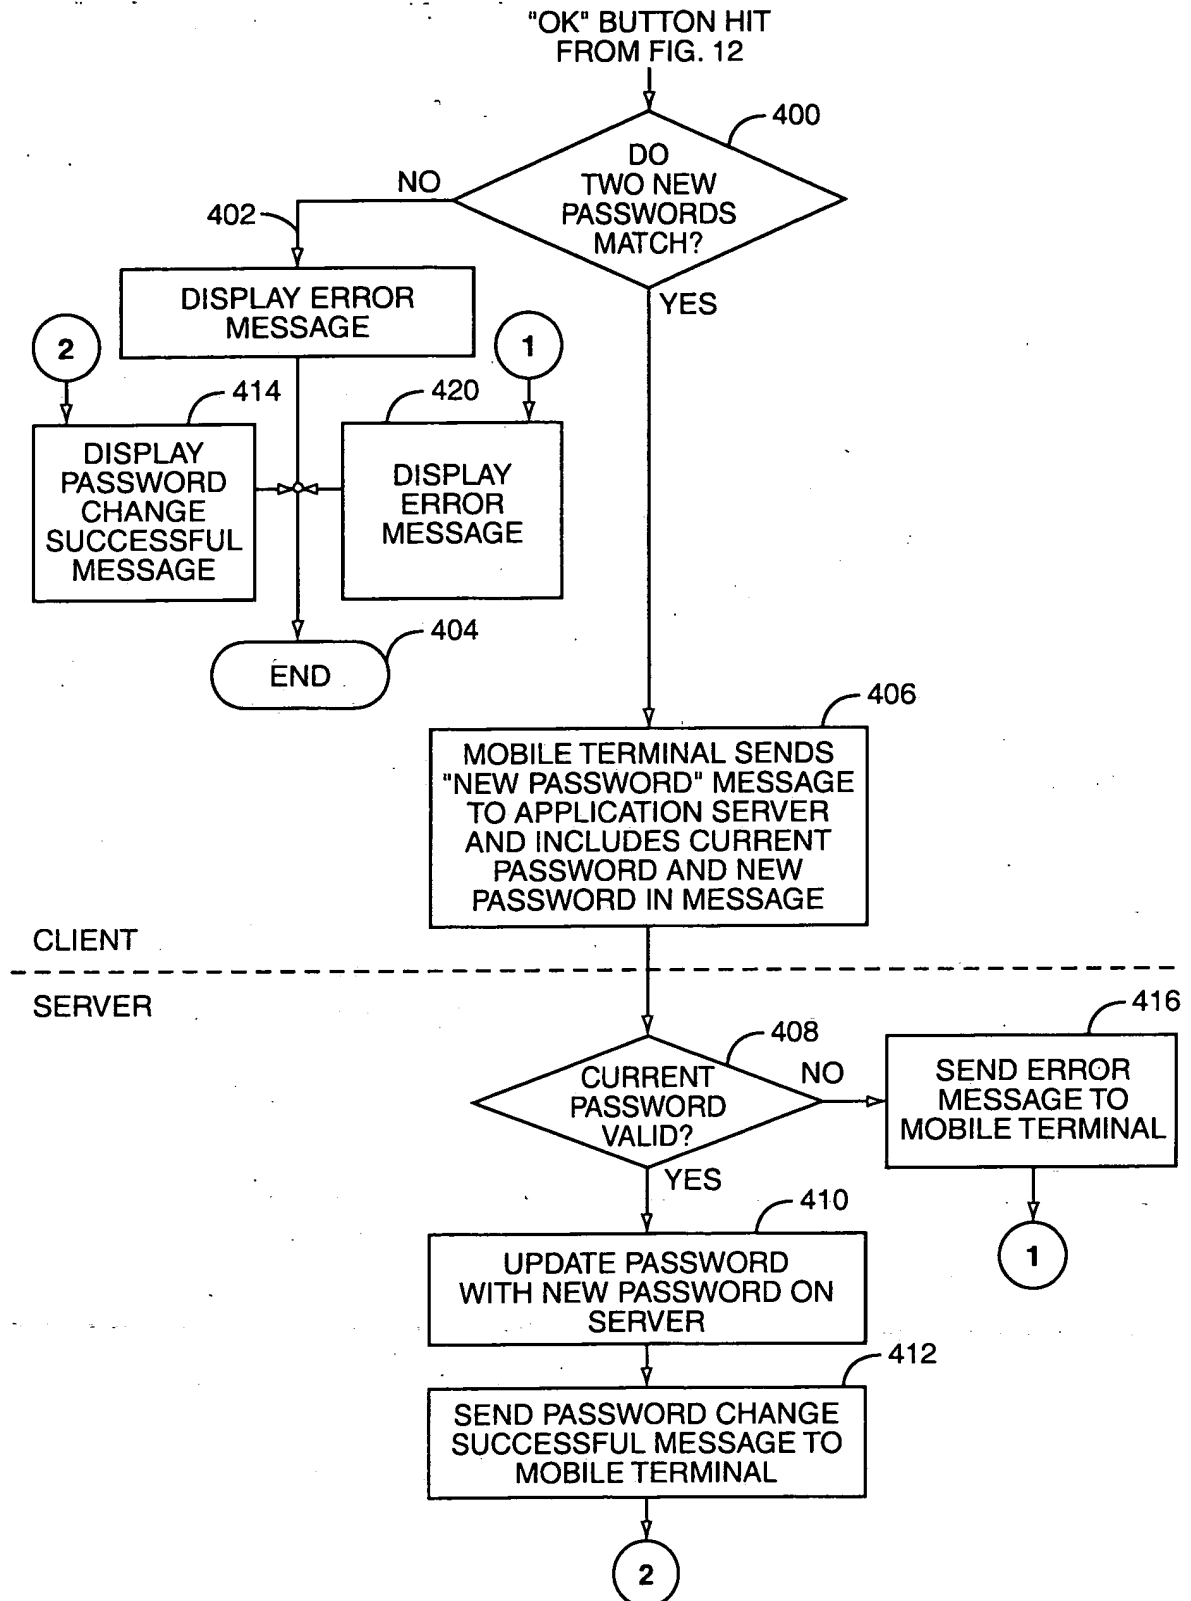 "OK" BUTTON HIT
FROM FIG. 12
400
DO
TWO NEW
PASSWORDS
MATCH?
NO
YES
402
DISPLAY ERROR
MESSAGE
2
1
414
DISPLAY
PASSWORD
CHANGE
SUCCESSFUL
MESSAGE
420
DISPLAY
ERROR
MESSAGE
404
END
406
MOBILE TERMINAL SENDS
"NEW PASSWORD" MESSAGE
TO APPLICATION SERVER
AND INCLUDES CURRENT
PASSWORD AND NEW
PASSWORD IN MESSAGE
CLIENT
SERVER
408
CURRENT
PASSWORD
VALID?
NO
YES
416
SEND ERROR
MESSAGE TO
MOBILE TERMINAL
1
410
UPDATE PASSWORD
WITH NEW PASSWORD ON
SERVER
412
SEND PASSWORD CHANGE
SUCCESSFUL MESSAGE TO
MOBILE TERMINAL
2